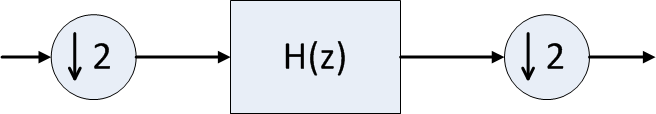 ↓ 2 H(z) ↓ 2